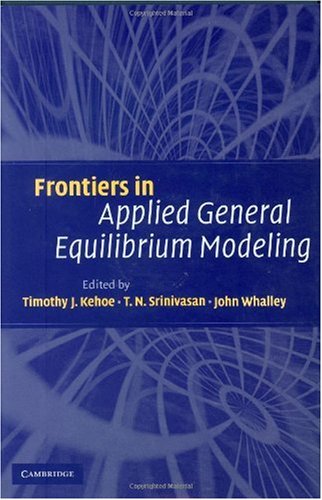 Frontiers in
Applied General
Equilibrium Modeling
Edited by
Timothy J. Kehoe · T. N. Srinivasan · John Whalley
CAMBRIDGE